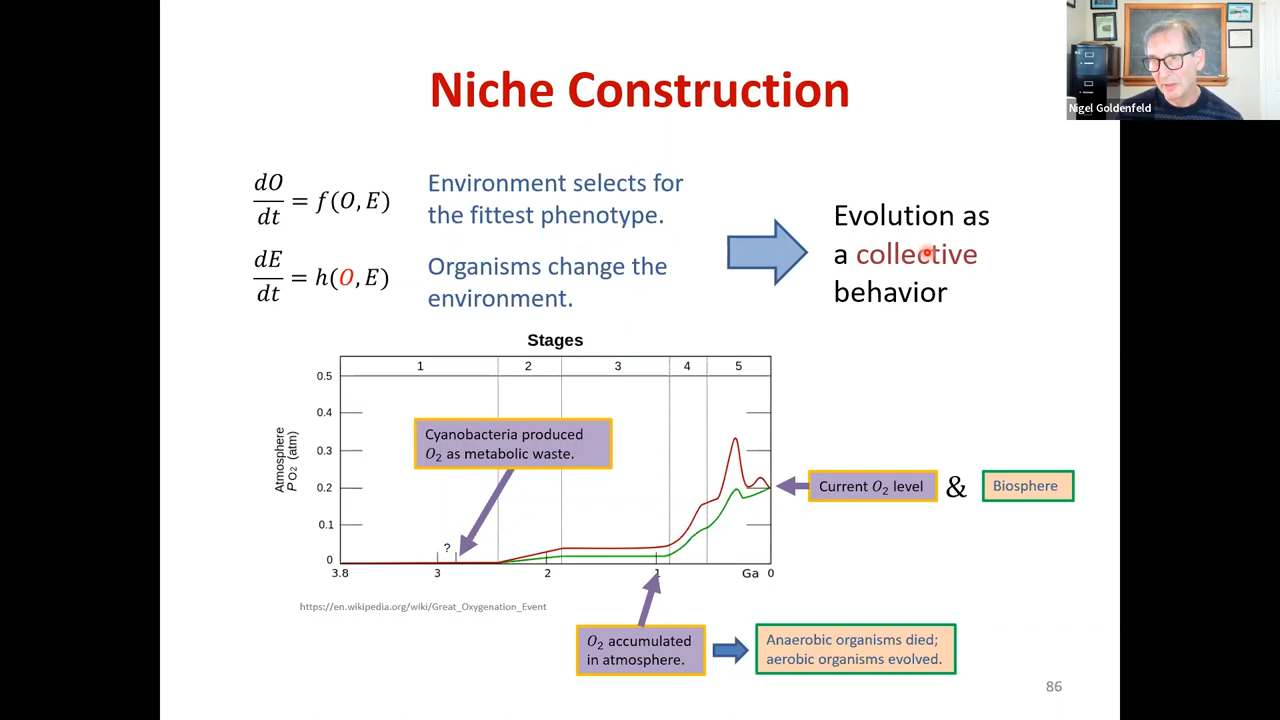 Nigel Goldenfeld
Niche Construction
dO/dt = f(O, E)
Environment selects for
the fittest phenotype.
dE/dt = h(O, E)
Organisms change the
environment.
Evolution as
a collective
behavior
Stages
1 2 3 4 5
0.5
0.4
0.3
0.2
0.1
0
Atmosphere
PO2 (atm)
Cyanobacteria produced
O2 as metabolic waste.
?
Current O2 level & Biosphere
3.8 3 2 1 Ga 0
https://en.wikipedia.org/wiki/Great_Oxygenation_Event
O2 accumulated
in atmosphere.
Anaerobic organisms died;
aerobic organisms evolved.
86